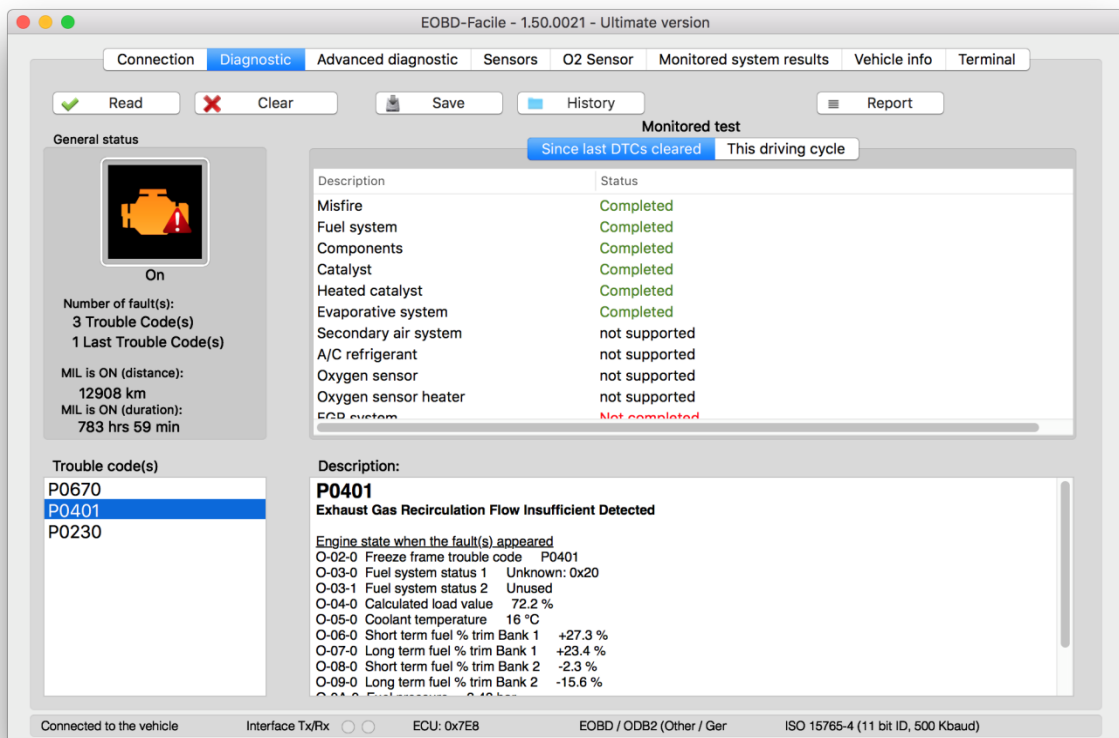 EOBD-Facile - 1.50.0021 - Ultimate version
Connection Diagnostic Advanced diagnostic Sensors O2 Sensor Monitored system results Vehicle info Terminal
Read Clear Save History Report
General status
Monitored test
Since last DTCs cleared This driving cycle
Description Status
Misfire Completed
Fuel system Completed
Components Completed
Catalyst Completed
Heated catalyst Completed
Evaporative system Completed
Secondary air system not supported
A/C refrigerant not supported
Oxygen sensor not supported
Oxygen sensor heater not supported
EGR system Not completed
On
Number of fault(s):
3 Trouble Code(s)
1 Last Trouble Code(s)
MIL is ON (distance):
12908 km
MIL is ON (duration):
783 hrs 59 min
Trouble code(s)
P0670
P0401
P0230
Description:
P0401
Exhaust Gas Recirculation Flow Insufficient Detected
Engine state when the fault(s) appeared
O-02-0 Freeze frame trouble code P0401
O-03-0 Fuel system status 1 Unknown: 0x20
O-03-1 Fuel system status 2 Unused
O-04-0 Calculated load value 72.2 %
O-05-0 Coolant temperature 16 °C
O-06-0 Short term fuel % trim Bank 1 +27.3 %
O-07-0 Long term fuel % trim Bank 1 +23.4 %
O-08-0 Short term fuel % trim Bank 2 -2.3 %
O-09-0 Long term fuel % trim Bank 2 -15.6 %
O-0A-0 Fuel pressure bar
Connected to the vehicle Interface Tx/Rx ECU: 0x7E8 EOBD / ODB2 (Other / Ger ISO 15765-4 (11 bit ID, 500 Kbaud)